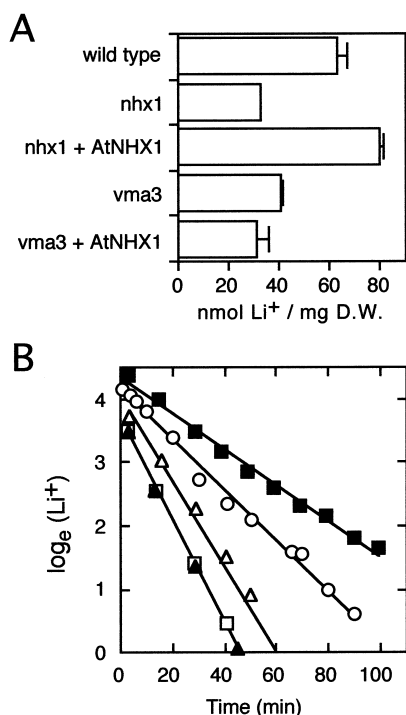 A
wild type
nhx1
nhx1 + AtNHX1
vma3
vma3 + AtNHX1
0 20 40 60 80
nmol Li⁺ / mg D.W.
B
4
3
2
1
0
logₑ (Li⁺)
0 20 40 60 80 100
Time (min)